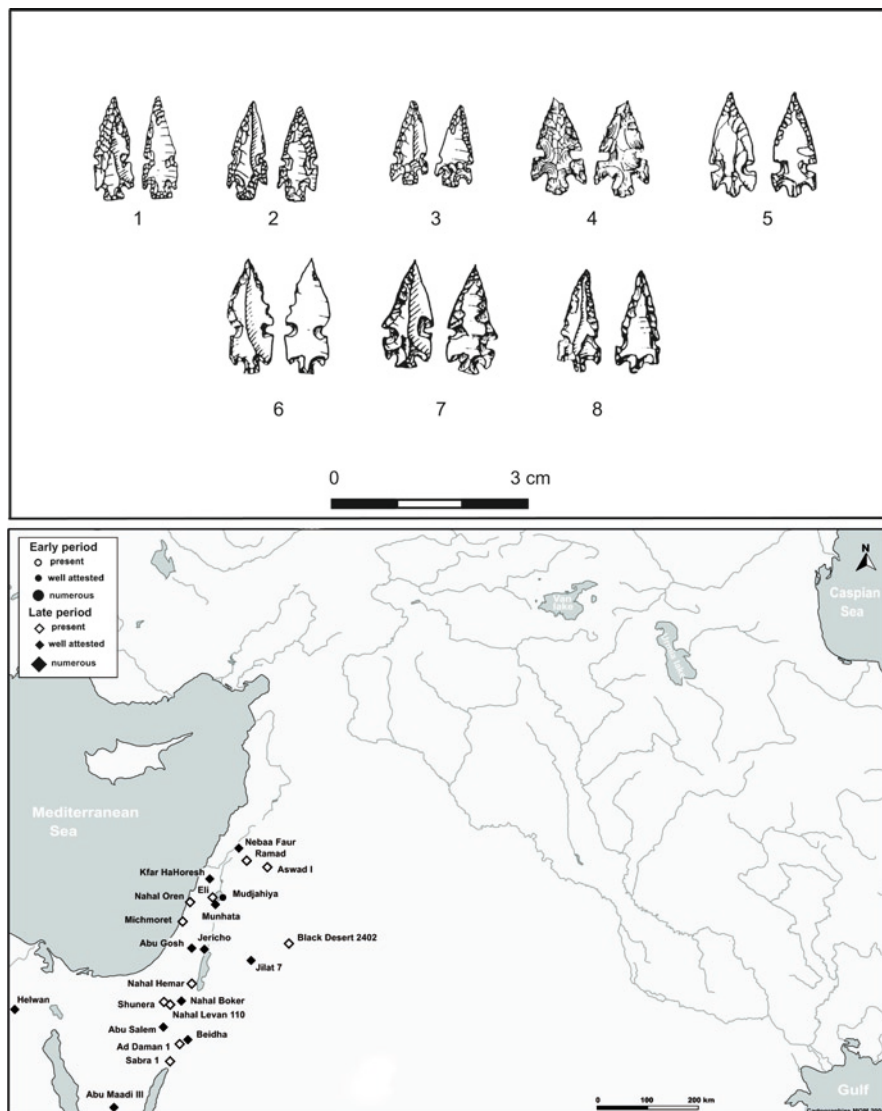 1
2
3
4
5
6
7
8
0
3 cm
Early period
present
well attested
numerous
Late period
present
well attested
numerous
N
Caspian
Sea
Van
lake
lake
Mediterranean
Sea
Nebaa Faur
Ramad
Aswad I
Kfar HaHoresh
Eli
Nahal Oren
Mudjahiya
Munhata
Michmoret
Abu Gosh
Jericho
Black Desert 2402
Jilat 7
Nahal Hemar
Helwan
Shunera
Nahal Boker
Nahal Levan 110
Abu Salem
Beidha
Ad Daman 1
Sabra 1
Abu Maadi III
0 100 200 km
Gulf